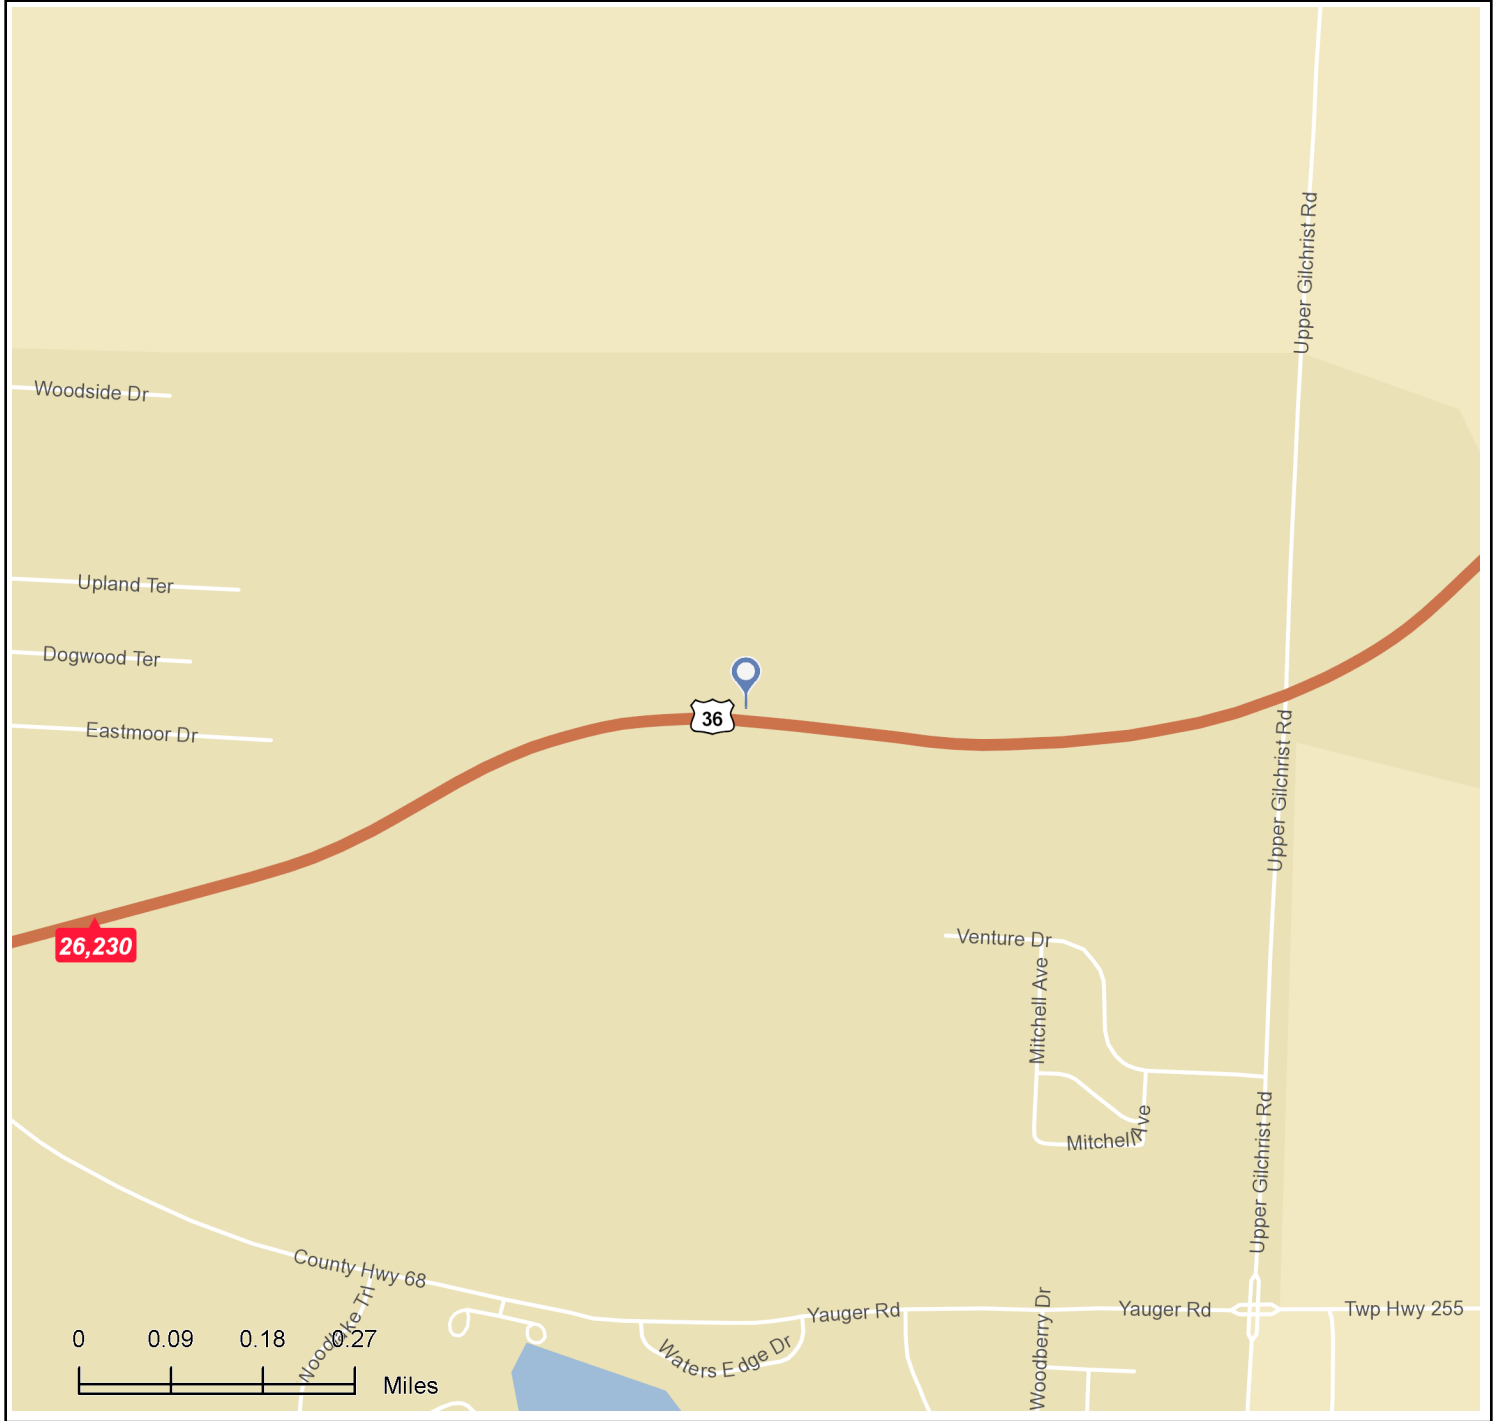 Upper Gilchrist Rd
Woodside Dr
Upland Ter
Dogwood Ter
Eastmoor Dr
36
Upper Gilchrist Rd
26,230
Venture Dr
Mitchell Ave
Mitchell Ave
Upper Gilchrist Rd
County Hwy 68
Noodlake Trl
Yauger Rd
Yauger Rd
Twp Hwy 255
Waters Edge Dr
Woodberry Dr
0 0.09 0.18 0.27
Miles